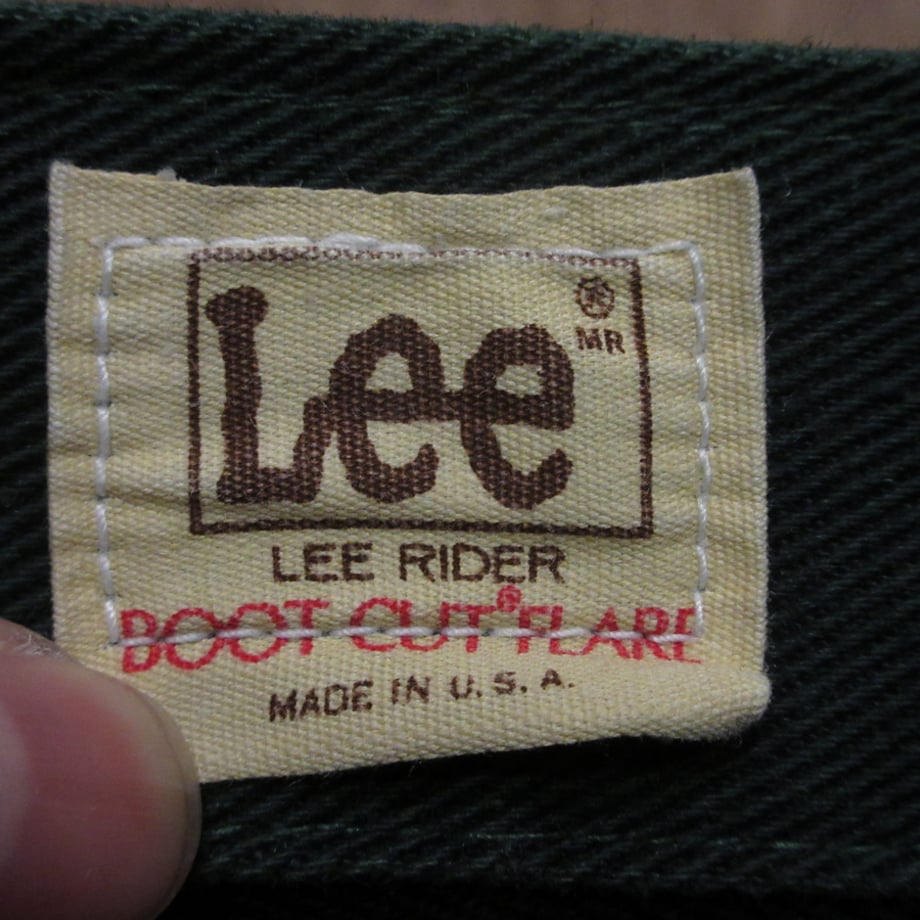 Lee ®
MR
LEE RIDER
BOOT CUT® FLARE
MADE IN U.S.A.